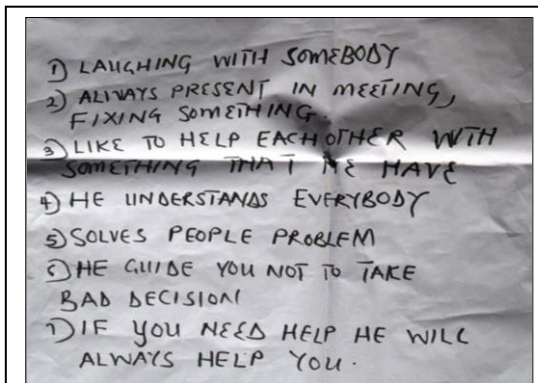 1) LAUGHING WITH SOMEBODY
2) ALWAYS PRESENT IN MEETING,
FIXING SOMETHING.
3) LIKE TO HELP EACH OTHER WITH
SOMETHING THAT HE HAVE
4) HE UNDERSTANDS EVERYBODY
5) SOLVES PEOPLE PROBLEM
6) HE GUIDE YOU NOT TO TAKE
BAD DECISION
7) IF YOU NEED HELP HE WILL
ALWAYS HELP YOU.